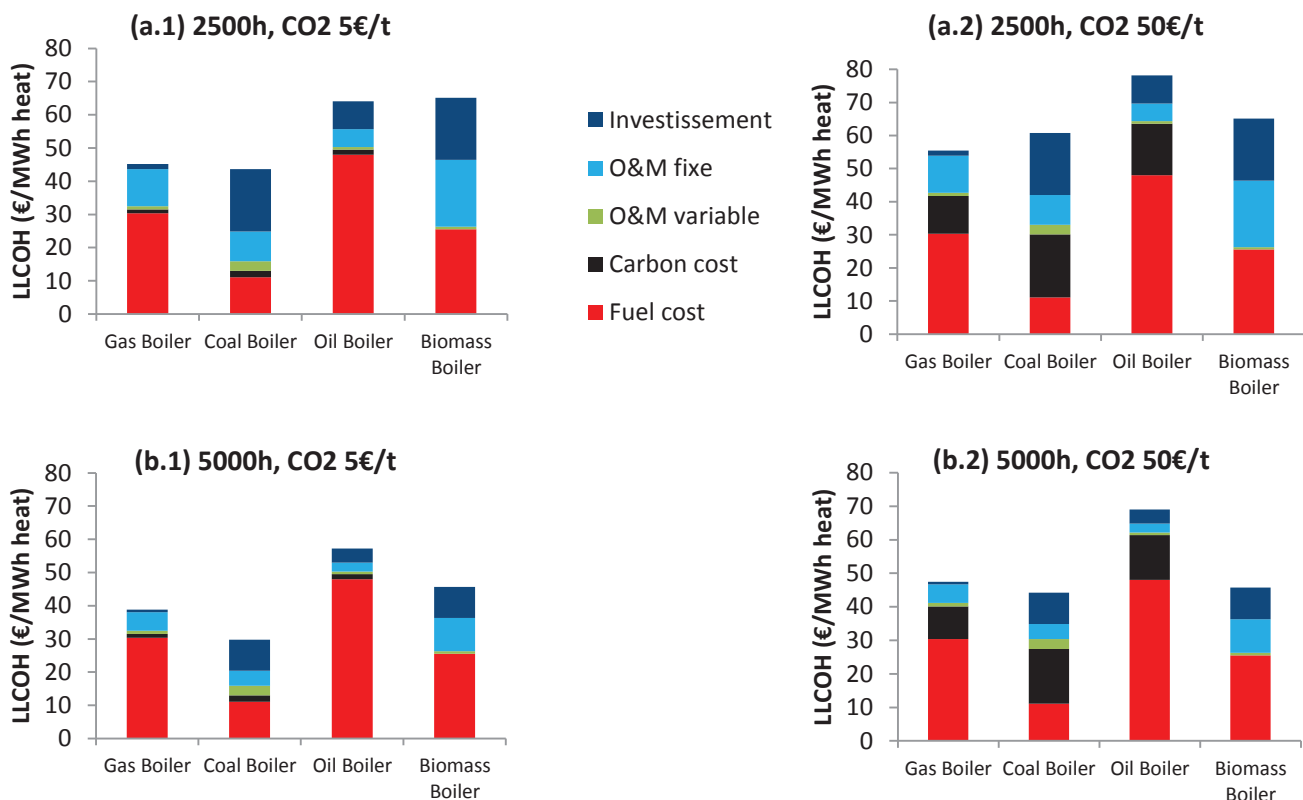 (a.1) 2500h, CO2 5€/t
LLCOH (€/MWh heat)
80
70
60
50
40
30
20
10
0
Gas Boiler Coal Boiler Oil Boiler Biomass
Boiler
Investissement
O&M fixe
O&M variable
Carbon cost
Fuel cost
(a.2) 2500h, CO2 50€/t
LLCOH (€/MWh heat)
80
70
60
50
40
30
20
10
0
Gas Boiler Coal Boiler Oil Boiler Biomass
Boiler
(b.1) 5000h, CO2 5€/t
LLCOH (€/MWh heat)
80
70
60
50
40
30
20
10
0
Gas Boiler Coal Boiler Oil Boiler Biomass
Boiler
(b.2) 5000h, CO2 50€/t
LLCOH (€/MWh heat)
80
70
60
50
40
30
20
10
0
Gas Boiler Coal Boiler Oil Boiler Biomass
Boiler